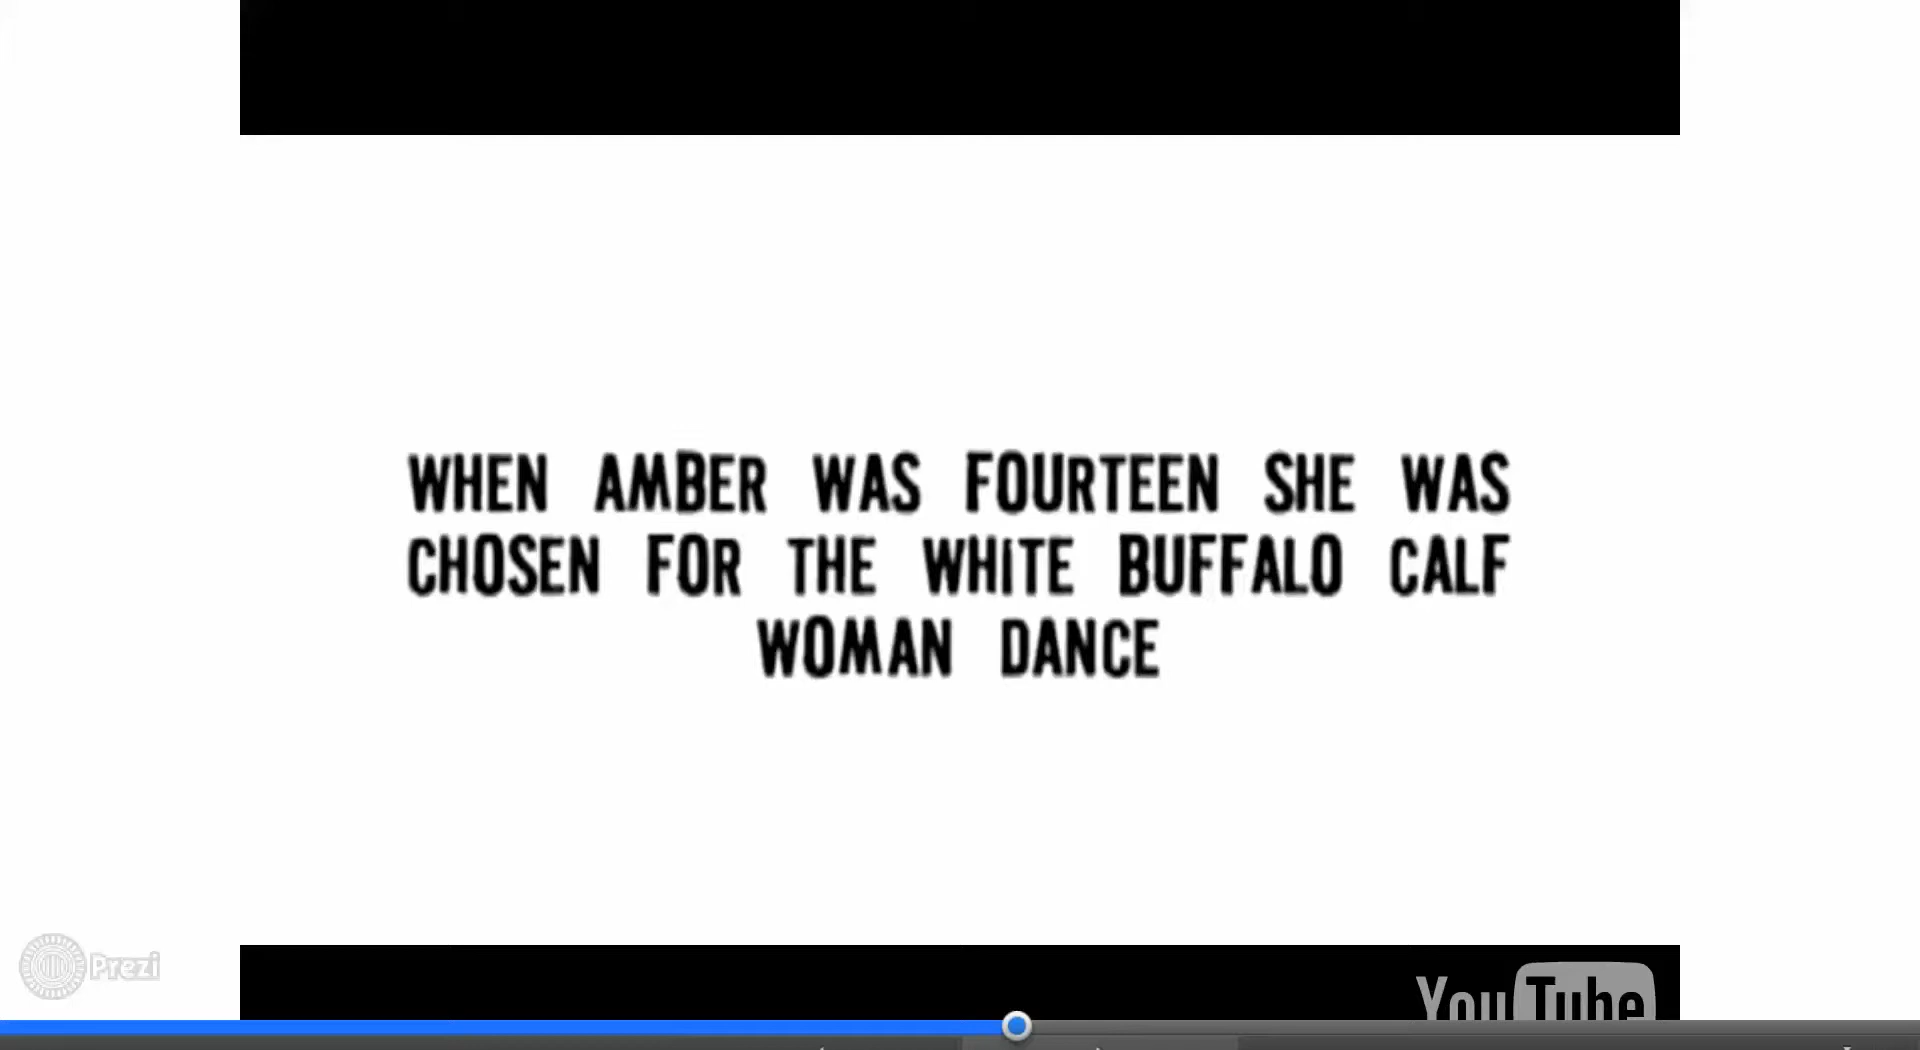 WHEN AMBER WAS FOURTEEN SHE WAS
CHOSEN FOR THE WHITE BUFFALO CALF
WOMAN DANCE
Prezi
YouTube